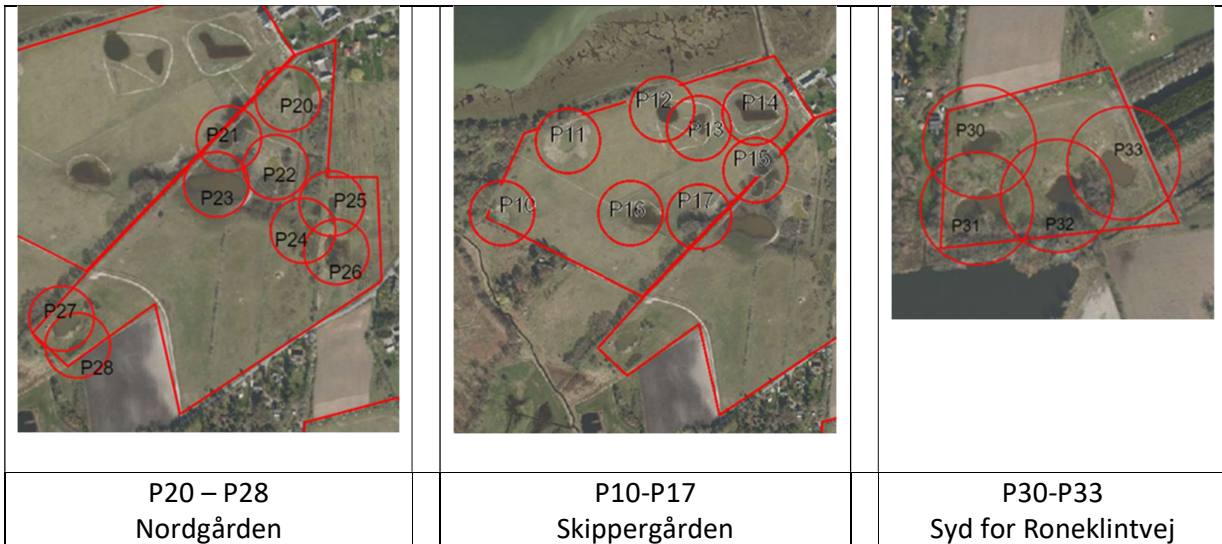 P20
P21
P22
P23
P25
P24
P26
P27
P28
P12
P14
P13
P11
P15
P10
P16
P17
P30
P33
P31
P32
P20 – P28
Nordgården
P10-P17
Skippergården
P30-P33
Syd for Roneklintvej